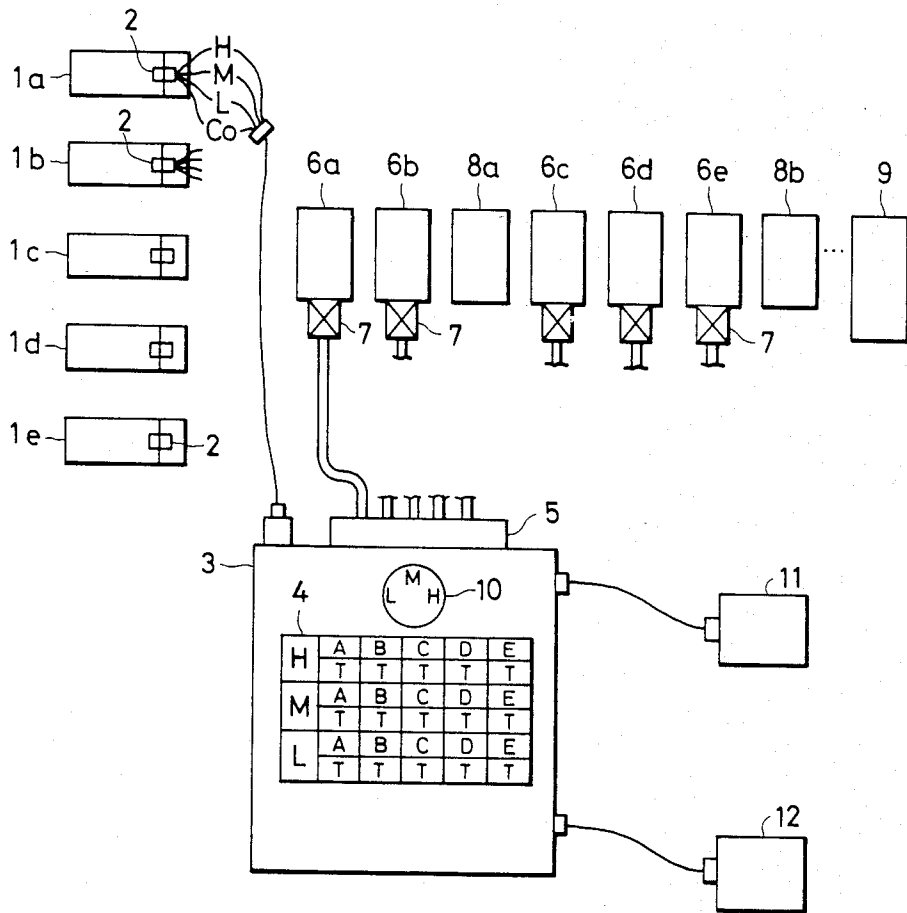 2
H
1a
M
L
Co
2
1b
6a 6b 8a 6c 6d 6e 8b 9
1c
...
7 7 7
1d
1e
2
5
3
M
L H
10
11
4
H A B C D E
T T T T T
M A B C D E
T T T T T
L A B C D E
T T T T T
12